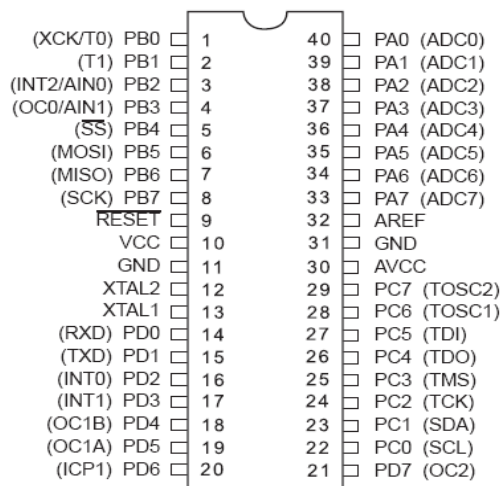 (XCK/T0) PB0 1 40 PA0 (ADC0)
(T1) PB1 2 39 PA1 (ADC1)
(INT2/AIN0) PB2 3 38 PA2 (ADC2)
(OC0/AIN1) PB3 4 37 PA3 (ADC3)
(SS) PB4 5 36 PA4 (ADC4)
(MOSI) PB5 6 35 PA5 (ADC5)
(MISO) PB6 7 34 PA6 (ADC6)
(SCK) PB7 8 33 PA7 (ADC7)
RESET 9 32 AREF
VCC 10 31 GND
GND 11 30 AVCC
XTAL2 12 29 PC7 (TOSC2)
XTAL1 13 28 PC6 (TOSC1)
(RXD) PD0 14 27 PC5 (TDI)
(TXD) PD1 15 26 PC4 (TDO)
(INT0) PD2 16 25 PC3 (TMS)
(INT1) PD3 17 24 PC2 (TCK)
(OC1B) PD4 18 23 PC1 (SDA)
(OC1A) PD5 19 22 PC0 (SCL)
(ICP1) PD6 20 21 PD7 (OC2)